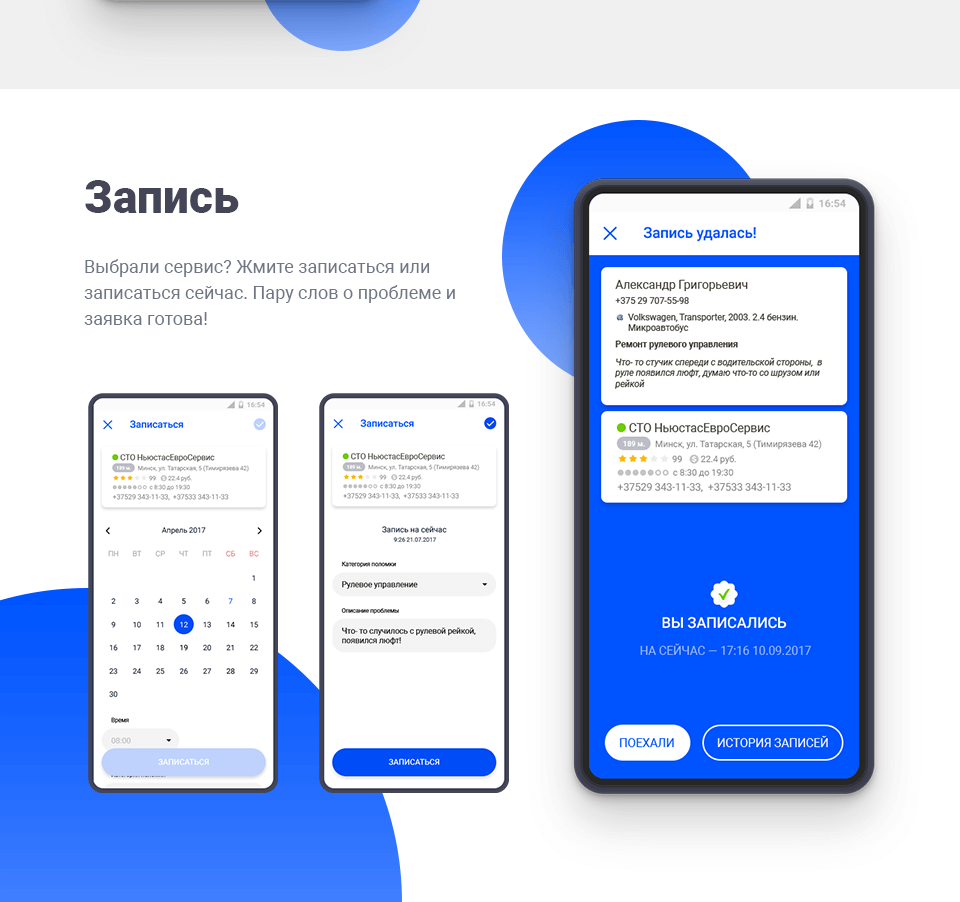 Запись
Выбрали сервис? Жмите записаться или
записаться сейчас. Пару слов о проблеме и
заявка готова!
16:54
Записаться
СТО НьюстасЕвроСервис
189 м. Минск, ул. Татарская, 5 (Тимирязева 42)
99 22.4 руб.
с 8:30 до 19:30
+37529 343-11-33, +37533 343-11-33
Апрель 2017
ПН ВТ СР ЧТ ПТ СБ ВС
1
2 3 4 5 6 7 8
9 10 11 12 13 14 15
16 17 18 19 20 21 22
23 24 25 26 27 28 29
30
Время
09:00
ЗАПИСАТЬСЯ
16:54
Записаться
СТО НьюстасЕвроСервис
189 м. Минск, ул. Татарская, 5 (Тимирязева 42)
99 22.4 руб.
с 8:30 до 19:30
+37529 343-11-33, +37533 343-11-33
Запись на сейчас
9:26 21.07.2017
Категория поломки
Рулевое управление
Описание проблемы
Что- то случилось с рулевой рейкой,
появился люфт!
ЗАПИСАТЬСЯ
16:54
Запись удалась!
Александр Григорьевич
+375 29 707-55-98
Volkswagen, Transporter, 2003. 2.4 бензин.
Микроавтобус
Ремонт рулевого управления
Что- то стучик спереди с водительской стороны, в
руле появился люфт, думаю что-то со шрузом или
рейкой
СТО НьюстасЕвроСервис
189 м. Минск, ул. Татарская, 5 (Тимирязева 42)
99 22.4 руб.
с 8:30 до 19:30
+37529 343-11-33, +37533 343-11-33
ВЫ ЗАПИСАЛИСЬ
НА СЕЙЧАС — 17:16 10.09.2017
ПОЕХАЛИ ИСТОРИЯ ЗАПИСЕЙ